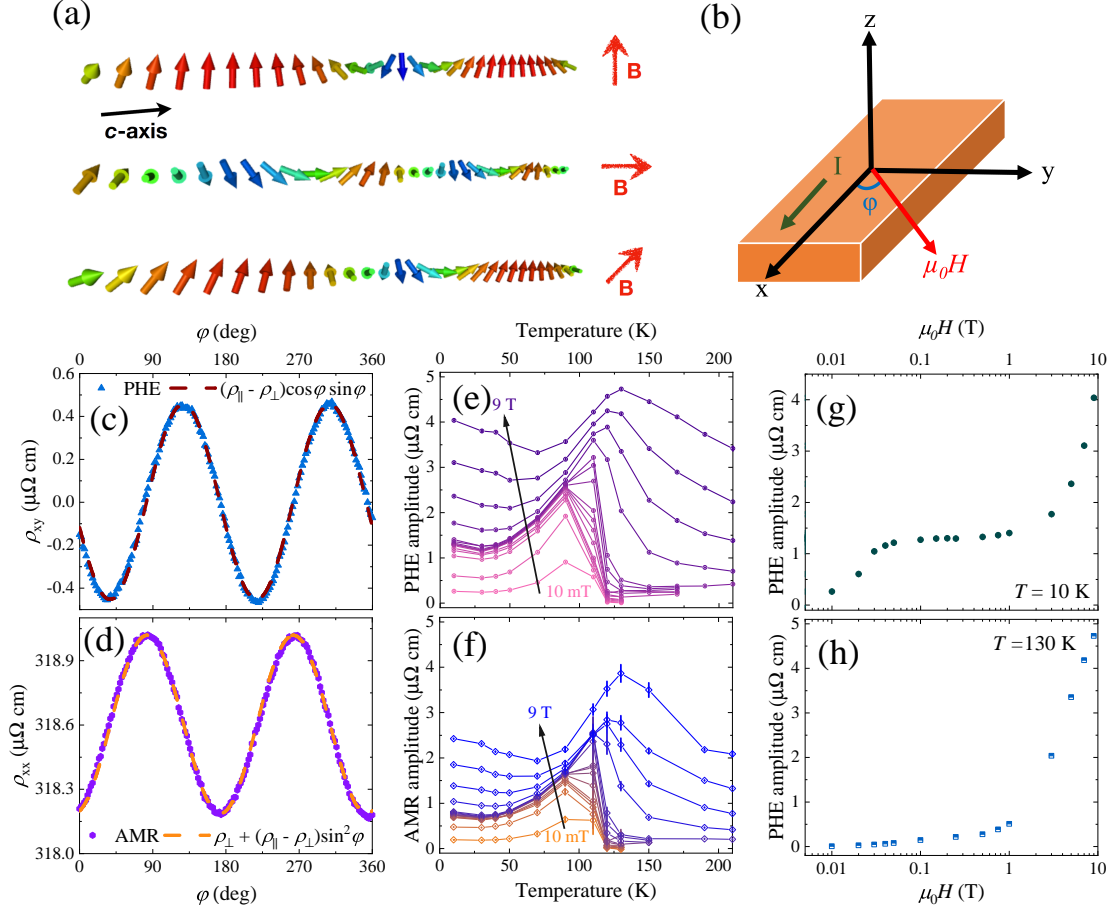 (a)
B
c-axis
B
B
(b)
z
y
I
φ
μ₀H
x
φ (deg)
0 90 180 270 360
PHE (ρ∥ - ρ⊥)cosφ sinφ
(c)
ρxy (μΩ cm)
0.6
0.4
0.2
0.0
-0.2
-0.4
(d)
ρxx (μΩ cm)
318.9
318.6
318.3
318.0
AMR ρ⊥ + (ρ∥ - ρ⊥)sin²φ
0 90 180 270 360
φ (deg)
Temperature (K)
0 50 100 150 200
(e)
9 T
10 mT
PHE amplitude (μΩ cm)
5
4
3
2
1
0
(f)
9 T
10 mT
AMR amplitude (μΩ cm)
5
4
3
2
1
0
0 50 100 150 200
Temperature (K)
μ₀H (T)
0.01 0.1 1 10
(g)
PHE amplitude (μΩ cm)
4
3
2
1
0
T = 10 K
(h)
T =130 K
PHE amplitude (μΩ cm)
5
4
3
2
1
0
0.01 0.1 1 10
μ₀H (T)